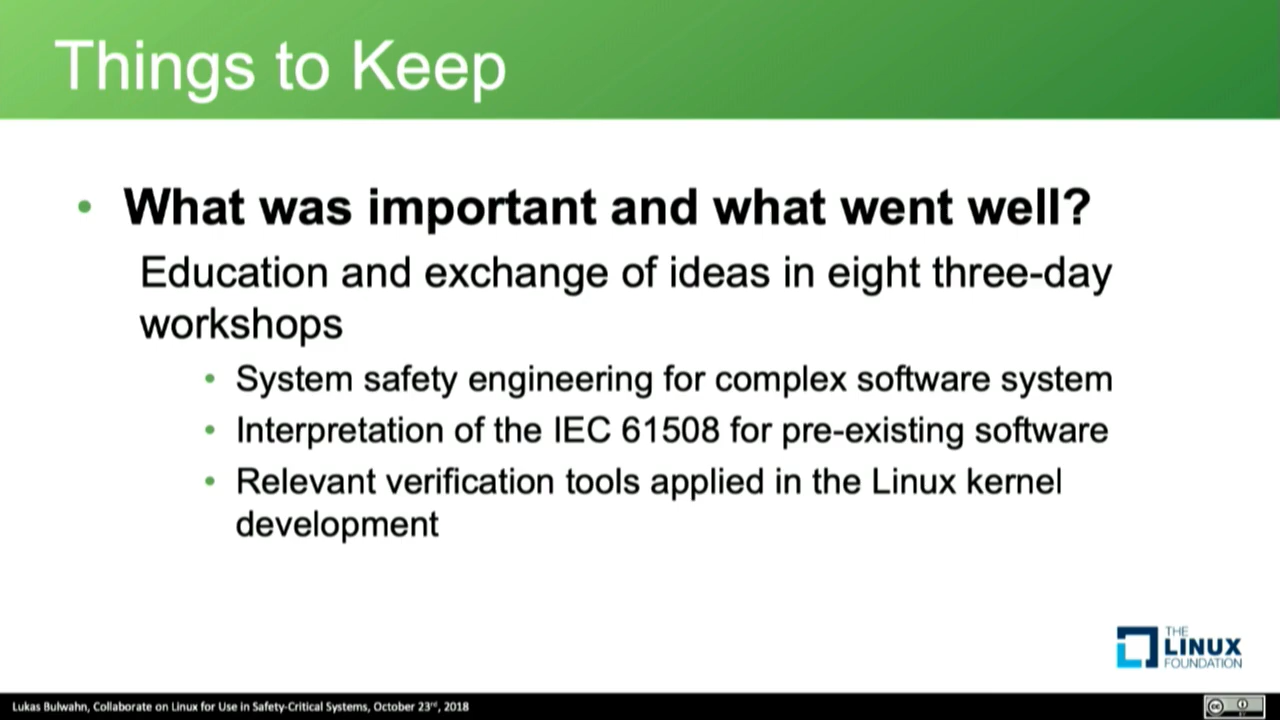 Things to Keep
• What was important and what went well?
Education and exchange of ideas in eight three-day
workshops
• System safety engineering for complex software system
• Interpretation of the IEC 61508 for pre-existing software
• Relevant verification tools applied in the Linux kernel
development
THE
LINUX
FOUNDATION
Lukas Bulwahn, Collaborate on Linux for Use in Safety-Critical Systems, October 23rd, 2018
cc